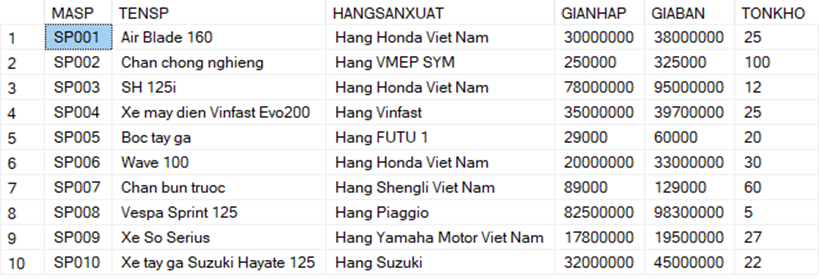 MASP TENSP HANGSANXUAT GIANHAP GIABAN TONKHO
1 SP001 Air Blade 160 Hang Honda Viet Nam 30000000 38000000 25
2 SP002 Chan chong nghieng Hang VMEP SYM 250000 325000 100
3 SP003 SH 125i Hang Honda Viet Nam 78000000 95000000 12
4 SP004 Xe may dien Vinfast Evo200 Hang Vinfast 35000000 39700000 25
5 SP005 Boc tay ga Hang FUTU 1 29000 60000 20
6 SP006 Wave 100 Hang Honda Viet Nam 20000000 33000000 30
7 SP007 Chan bun truoc Hang Shengli Viet Nam 89000 129000 60
8 SP008 Vespa Sprint 125 Hang Piaggio 82500000 98300000 5
9 SP009 Xe So Serius Hang Yamaha Motor Viet Nam 17800000 19500000 27
10 SP010 Xe tay ga Suzuki Hayate 125 Hang Suzuki 32000000 45000000 22